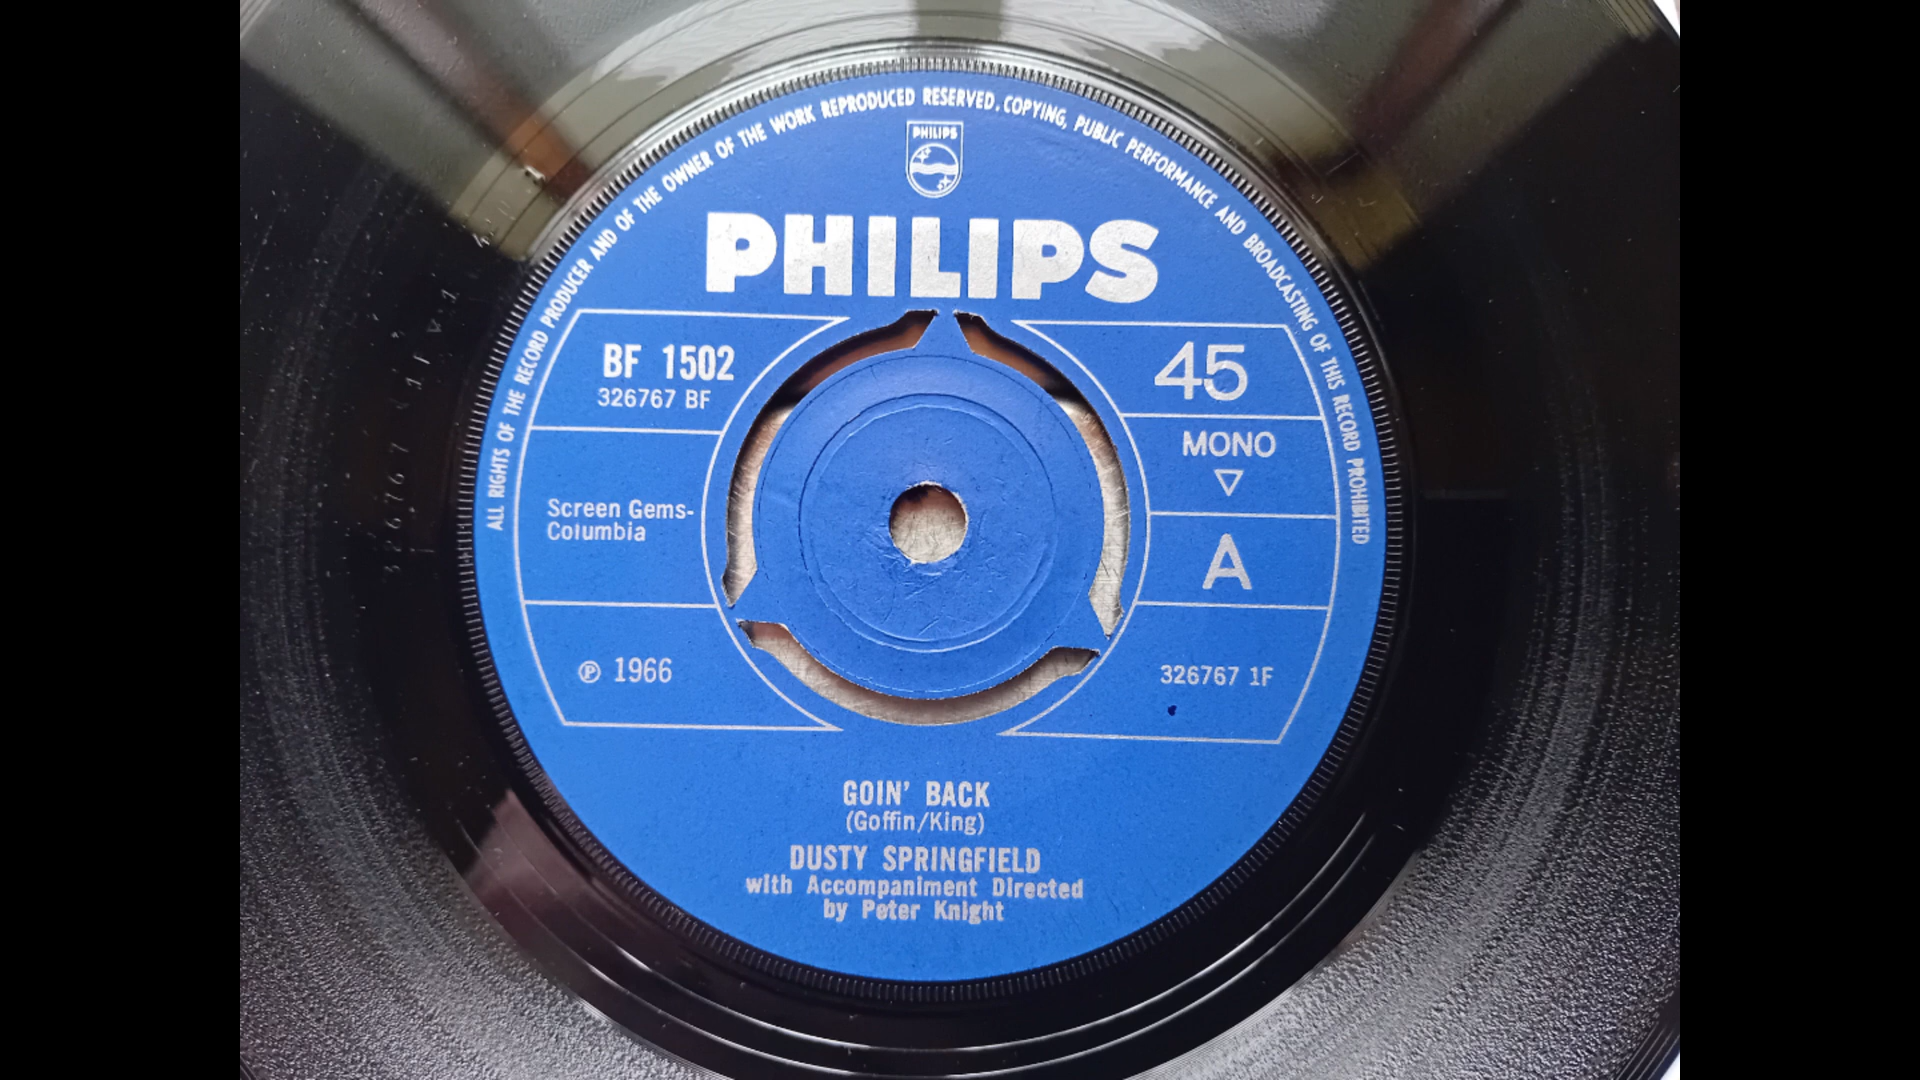 ALL RIGHTS OF THE RECORD PRODUCER AND OF THE OWNER OF THE WORK REPRODUCED RESERVED. COPYING, PUBLIC PERFORMANCE AND BROADCASTING OF THIS RECORD PROHIBITED
PHILIPS
PHILIPS
BF 1502
326767 BF
45
MONO
Screen Gems-
Columbia
A
℗ 1966
326767 1F
GOIN' BACK
(Goffin/King)
DUSTY SPRINGFIELD
with Accompaniment Directed
by Peter Knight